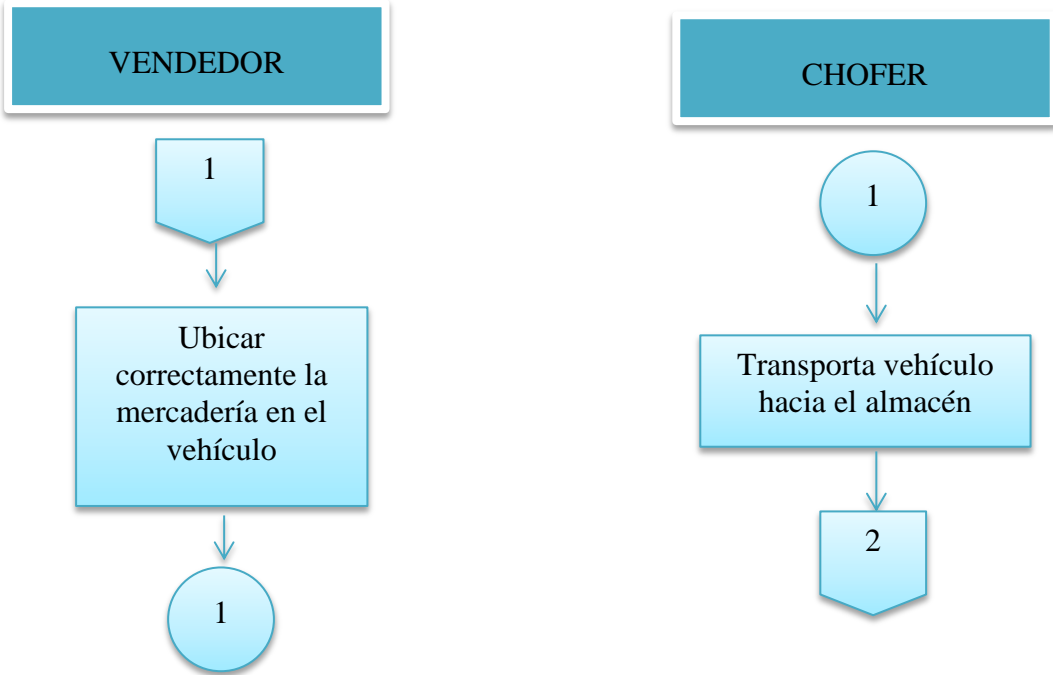 VENDEDOR
1
Ubicar
correctamente la
mercadería en el
vehículo
1
CHOFER
1
Transporta vehículo
hacia el almacén
2